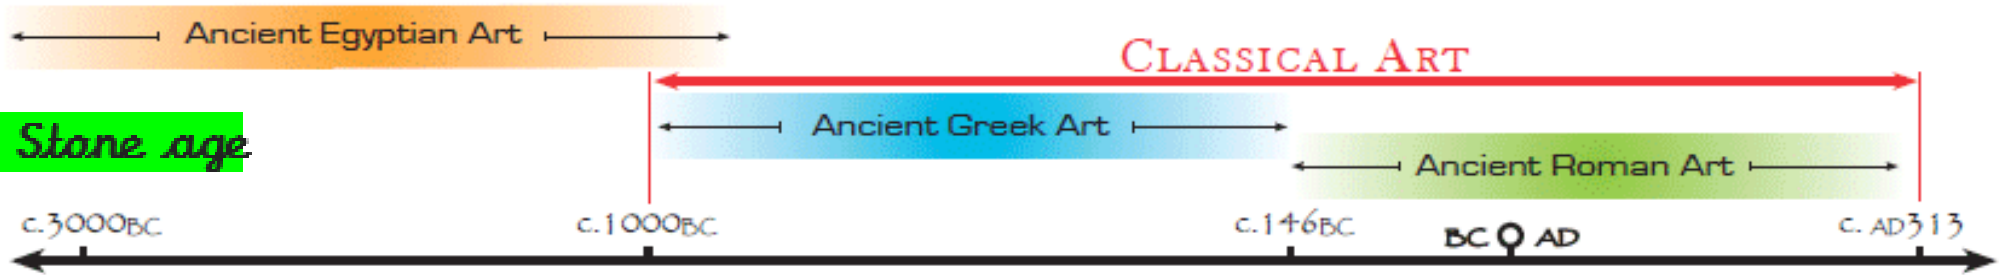 Ancient Egyptian Art
CLASSICAL ART
Ancient Greek Art
Stone age
Ancient Roman Art
c.3000BC c.1000BC c.146BC BC AD c. AD313